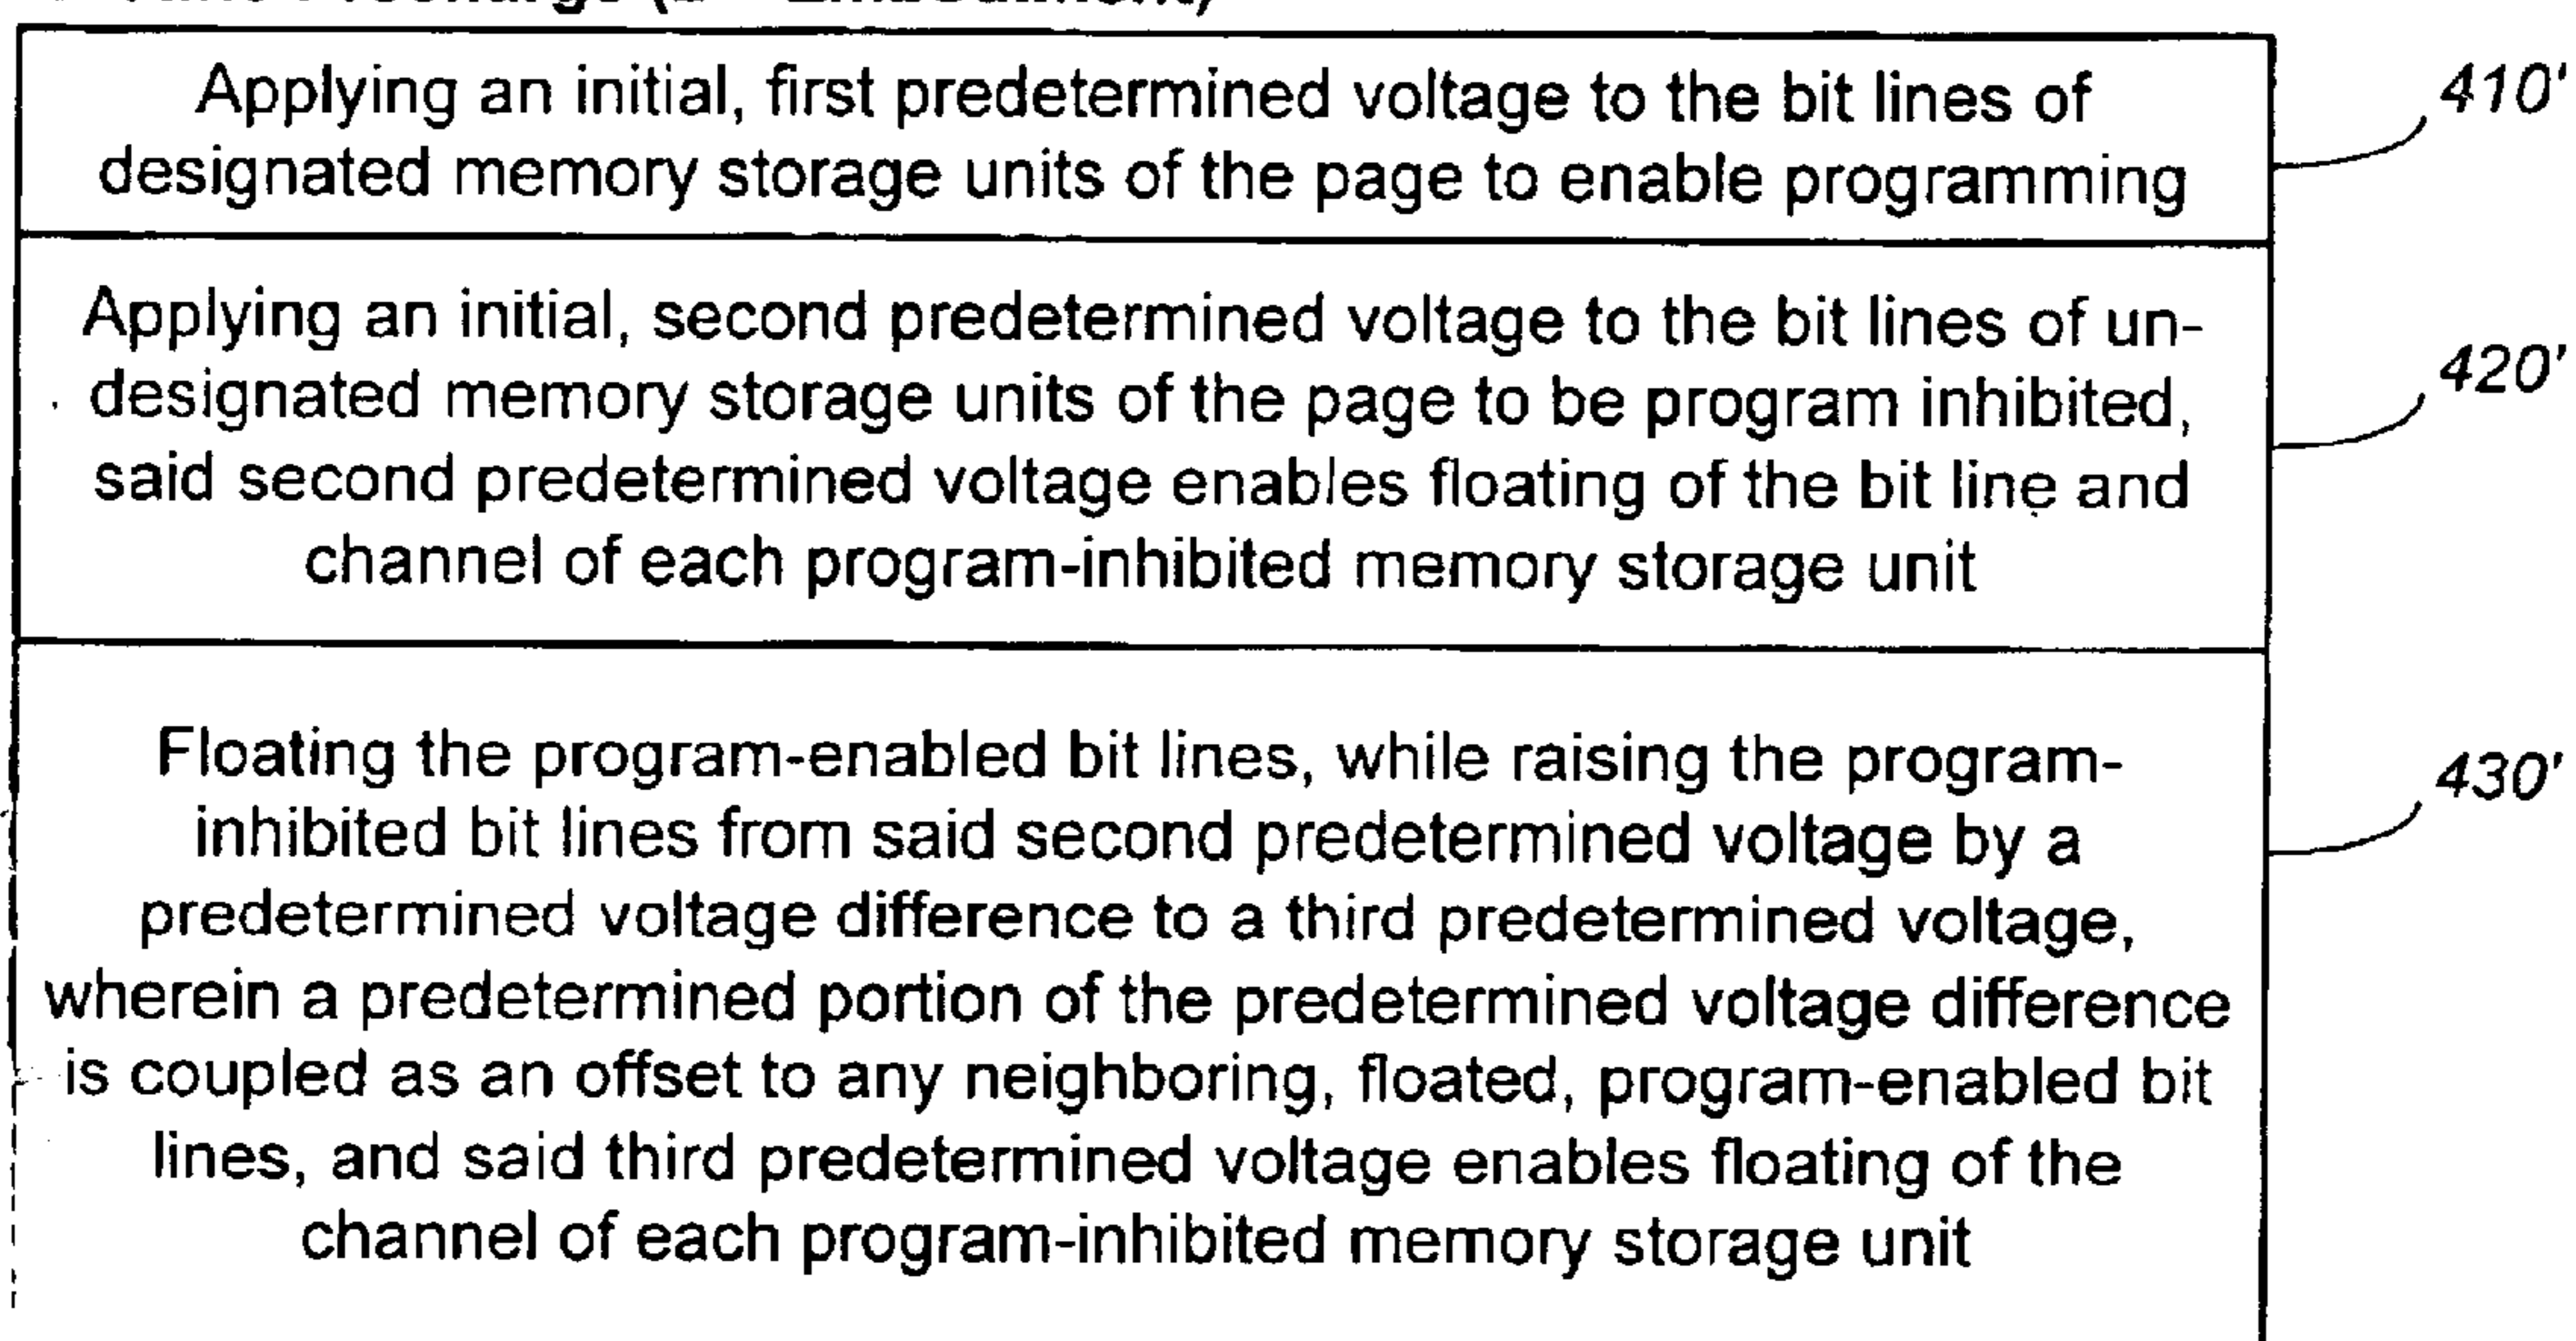 Applying an initial, first predetermined voltage to the bit lines of
designated memory storage units of the page to enable programming
410'
Applying an initial, second predetermined voltage to the bit lines of un-
designated memory storage units of the page to be program inhibited,
said second predetermined voltage enables floating of the bit line and
channel of each program-inhibited memory storage unit
420'
Floating the program-enabled bit lines, while raising the program-
inhibited bit lines from said second predetermined voltage by a
predetermined voltage difference to a third predetermined voltage,
wherein a predetermined portion of the predetermined voltage difference
is coupled as an offset to any neighboring, floated, program-enabled bit
lines, and said third predetermined voltage enables floating of the
channel of each program-inhibited memory storage unit
430'